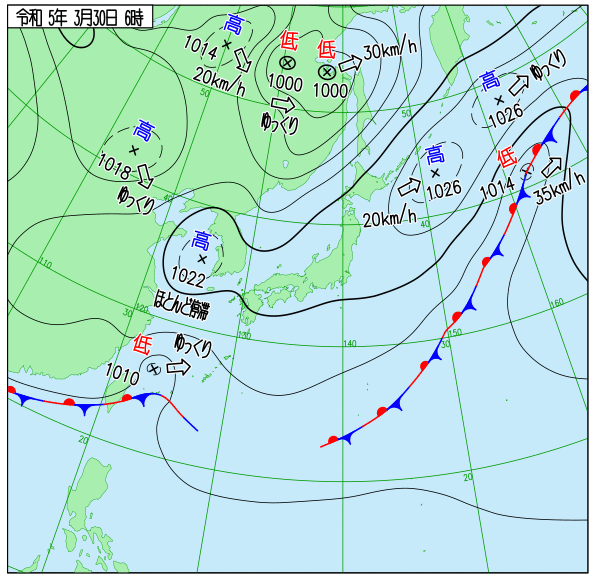 令和 5年 3月30日 6時
高
1014
20km/h
低
1000
ゆっくり
低
1000
30km/h
高
1026
ゆっくり
高
1018
ゆっくり
低
1014
35km/h
高
1026
20km/h
高
1022
ほとんど停滞
低
1010
ゆっくり
50
50
40
40
30
30
20
20
110
120
130
140
150
160